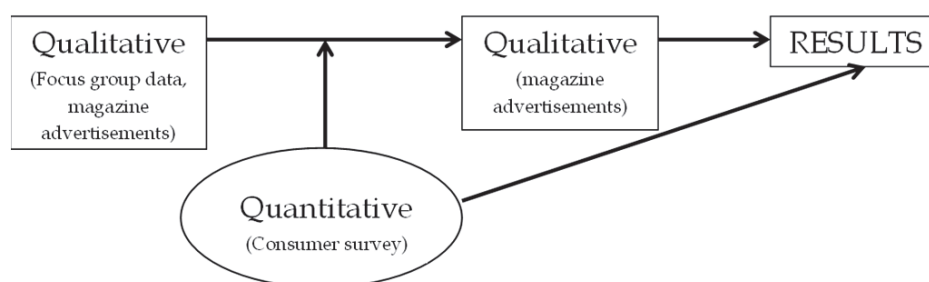 Qualitative
(Focus group data,
magazine
advertisements)
Qualitative
(magazine
advertisements)
RESULTS
Quantitative
(Consumer survey)